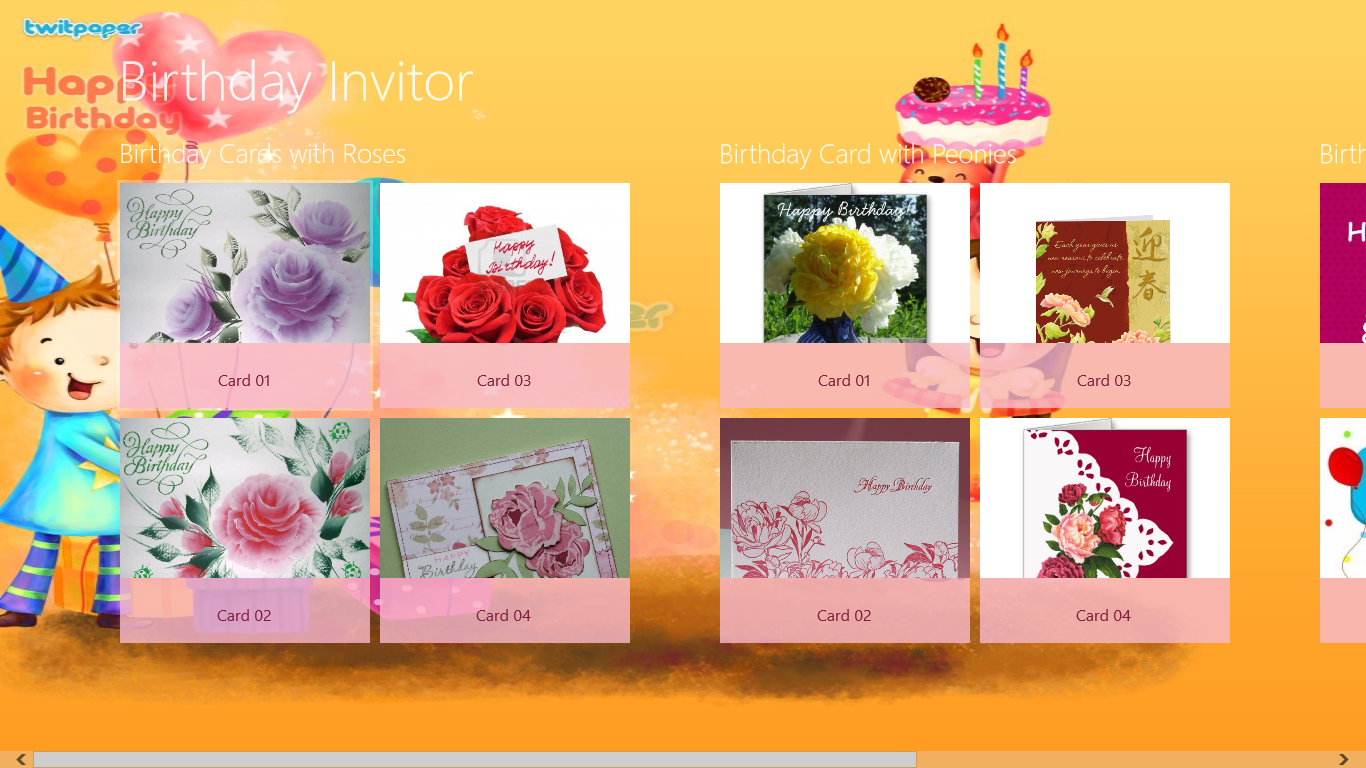 twitpaper
Happy
Birthday
Birthday Invitor
Birthday Cards with Roses
Happy
Birthday
Card 01
Happy
Birthday!
Card 03
Happy
Birthday
Card 02
HAPPY
Birthday
Card 04
Birthday Card with Peonies
Happy Birthday!
Card 01
Each year gives us
new reasons to celebrate,
new journeys to begin.
迎
春
Card 03
Happy Birthday
Card 02
Happy
Birthday
Card 04
Birth
H